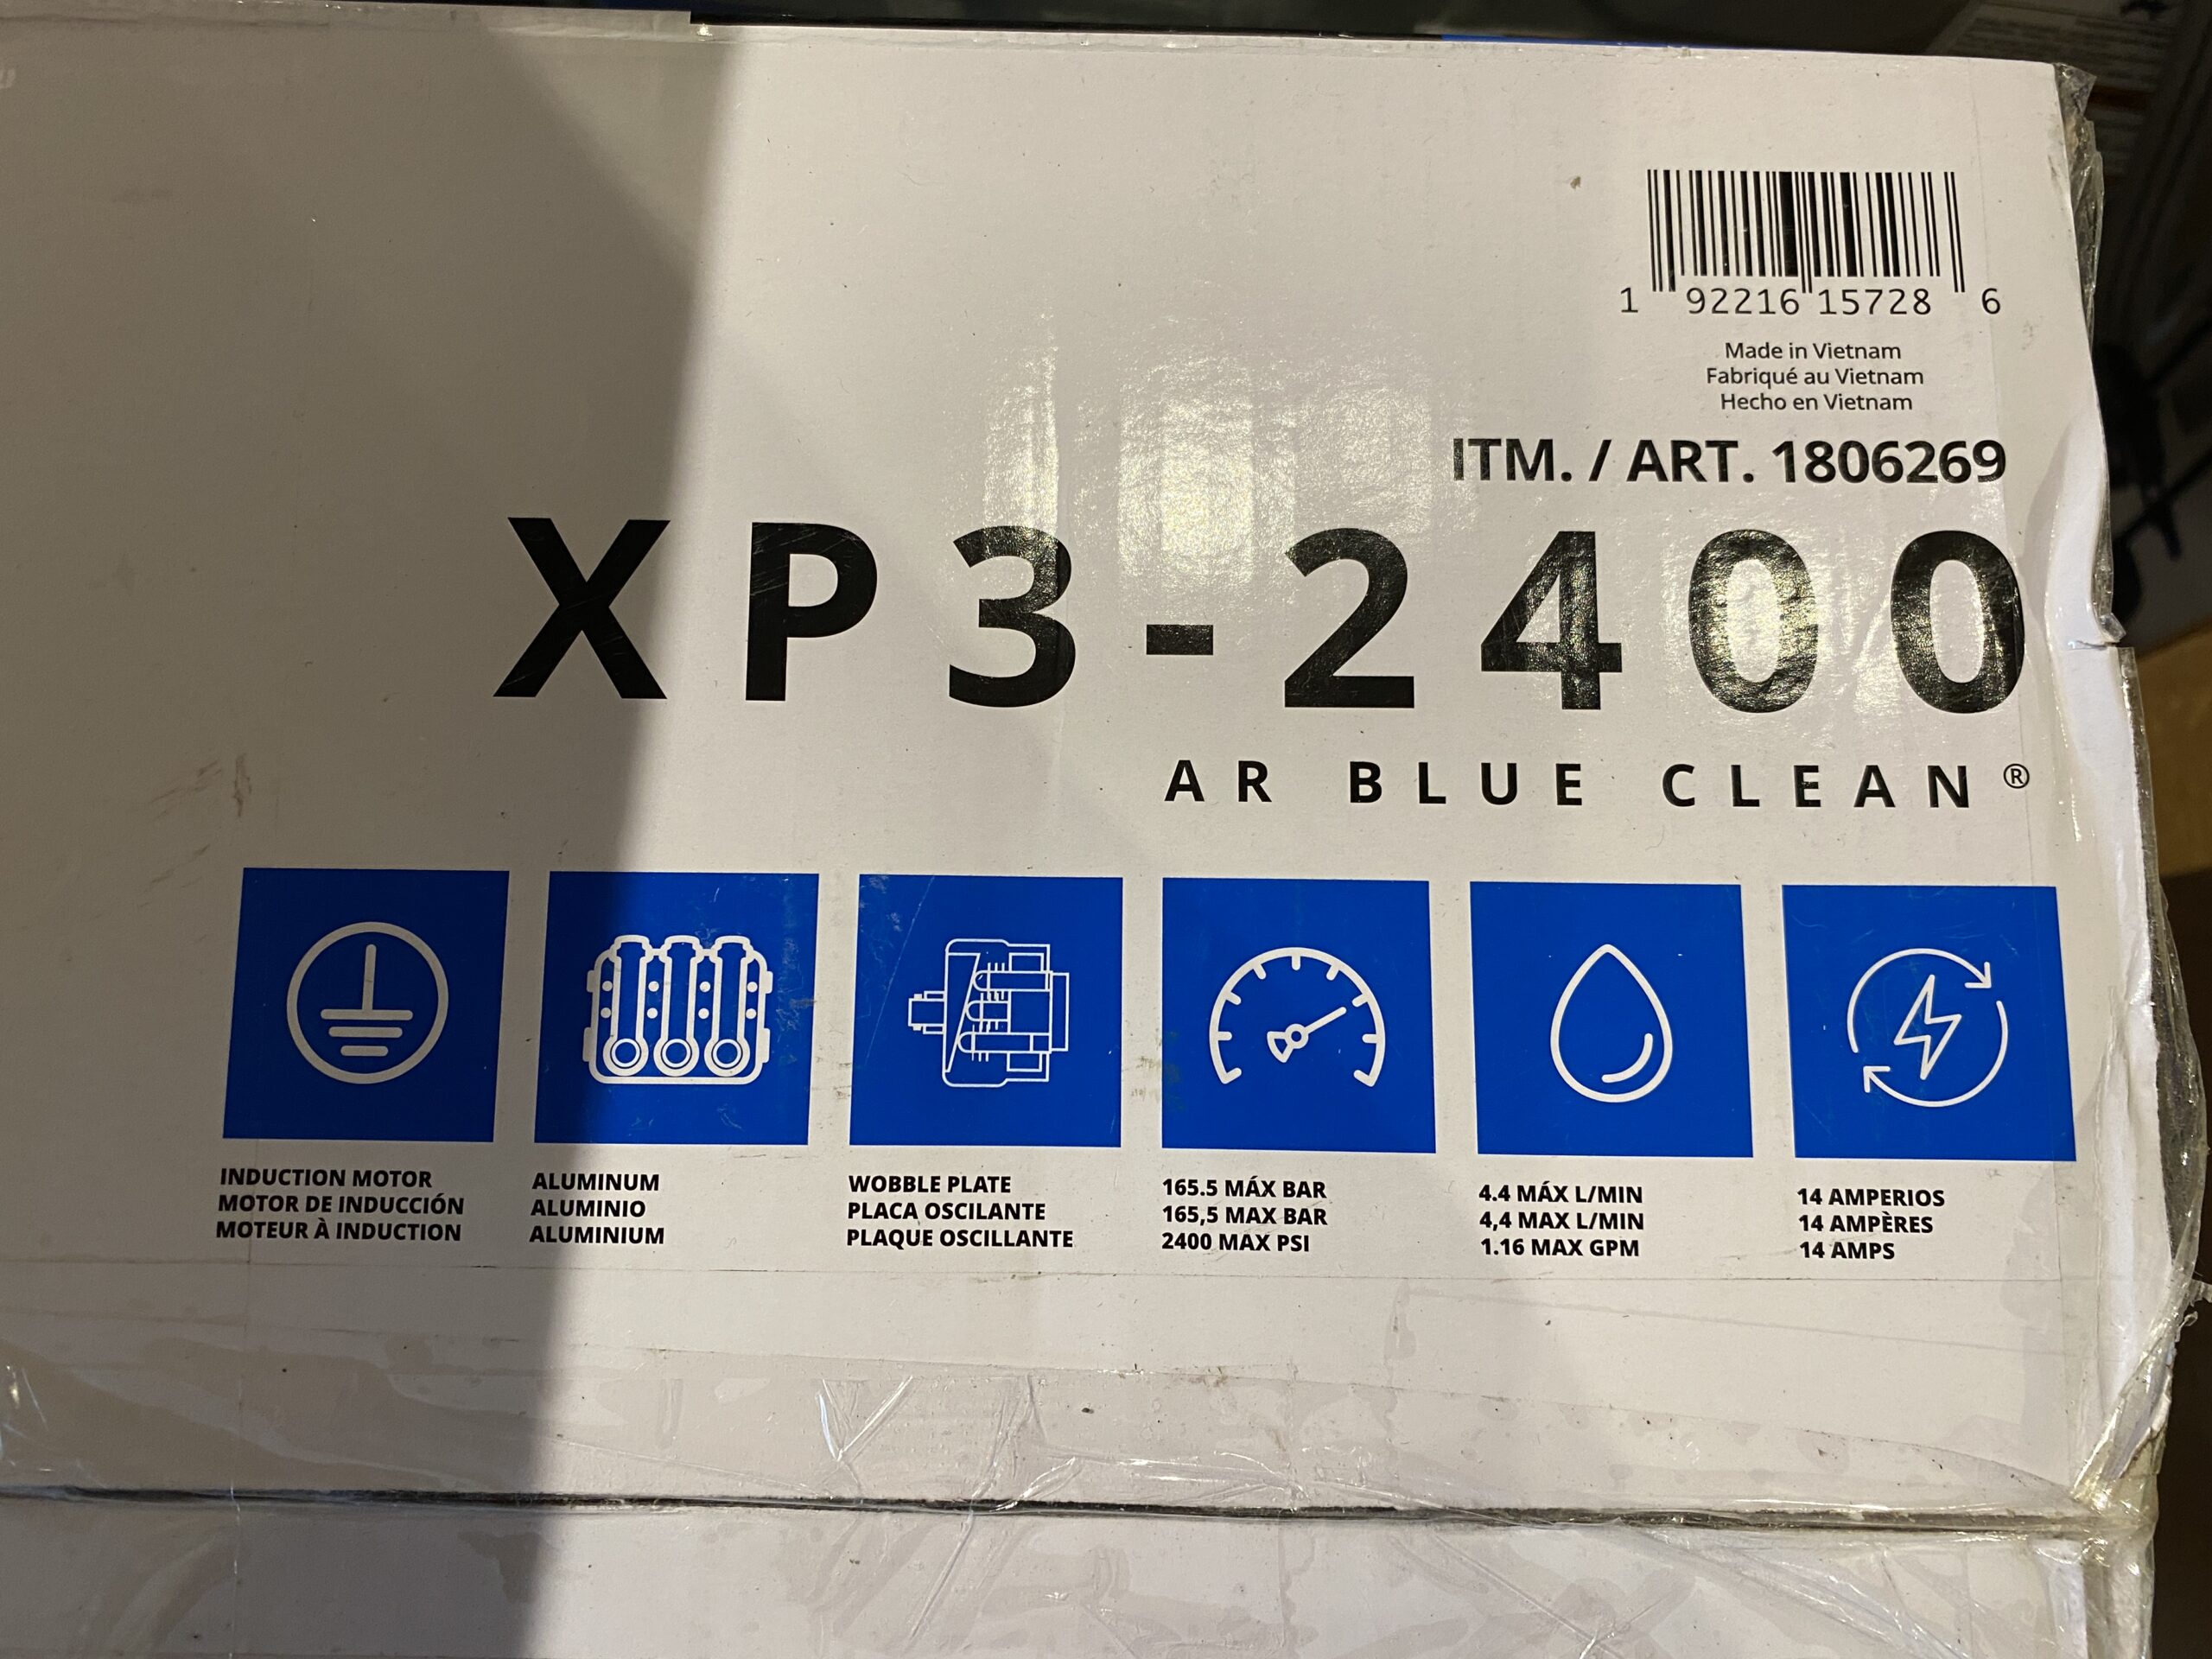 1 92216 15728 6
Made in Vietnam
Fabriqué au Vietnam
Hecho en Vietnam
ITM. / ART. 1806269
XP3-2400
AR BLUE CLEAN®
INDUCTION MOTOR
MOTOR DE INDUCCIÓN
MOTEUR À INDUCTION
ALUMINUM
ALUMINIO
ALUMINIUM
WOBBLE PLATE
PLACA OSCILANTE
PLAQUE OSCILLANTE
165.5 MÁX BAR
165,5 MAX BAR
2400 MAX PSI
4.4 MÁX L/MIN
4,4 MAX L/MIN
1.16 MAX GPM
14 AMPERIOS
14 AMPÈRES
14 AMPS